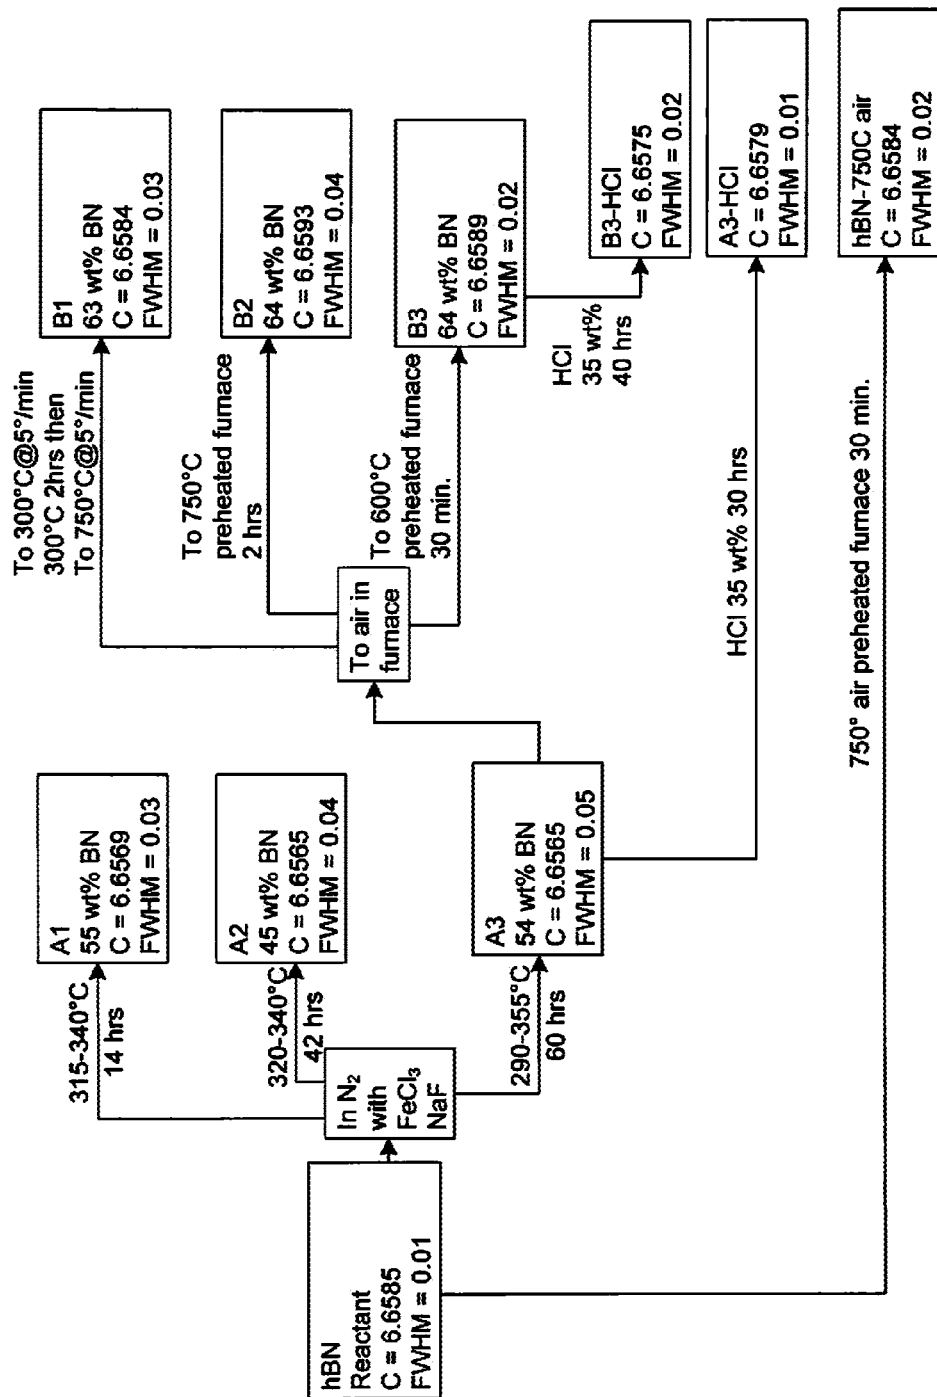 hBN
Reactant
C = 6.6585
FWHM = 0.01
In N₂
with
FeCl₃
NaF
315-340°C
14 hrs
A1
55 wt% BN
C = 6.6569
FWHM = 0.03
320-340°C
42 hrs
A2
45 wt% BN
C = 6.6565
FWHM = 0.04
290-355°C
60 hrs
A3
54 wt% BN
C = 6.6565
FWHM = 0.05
To air in
furnace
To 300°C@5°/min
300°C 2hrs then
To 750°C@5°/min
B1
63 wt% BN
C = 6.6584
FWHM = 0.03
To 750°C
preheated furnace
2 hrs
B2
64 wt% BN
C = 6.6593
FWHM = 0.04
To 600°C
preheated furnace
30 min.
B3
64 wt% BN
C = 6.6589
FWHM = 0.02
HCl
35 wt%
40 hrs
B3-HCl
C = 6.6575
FWHM = 0.02
HCl 35 wt% 30 hrs
A3-HCl
C = 6.6579
FWHM = 0.01
750° air preheated furnace 30 min.
hBN-750C air
C = 6.6584
FWHM = 0.02